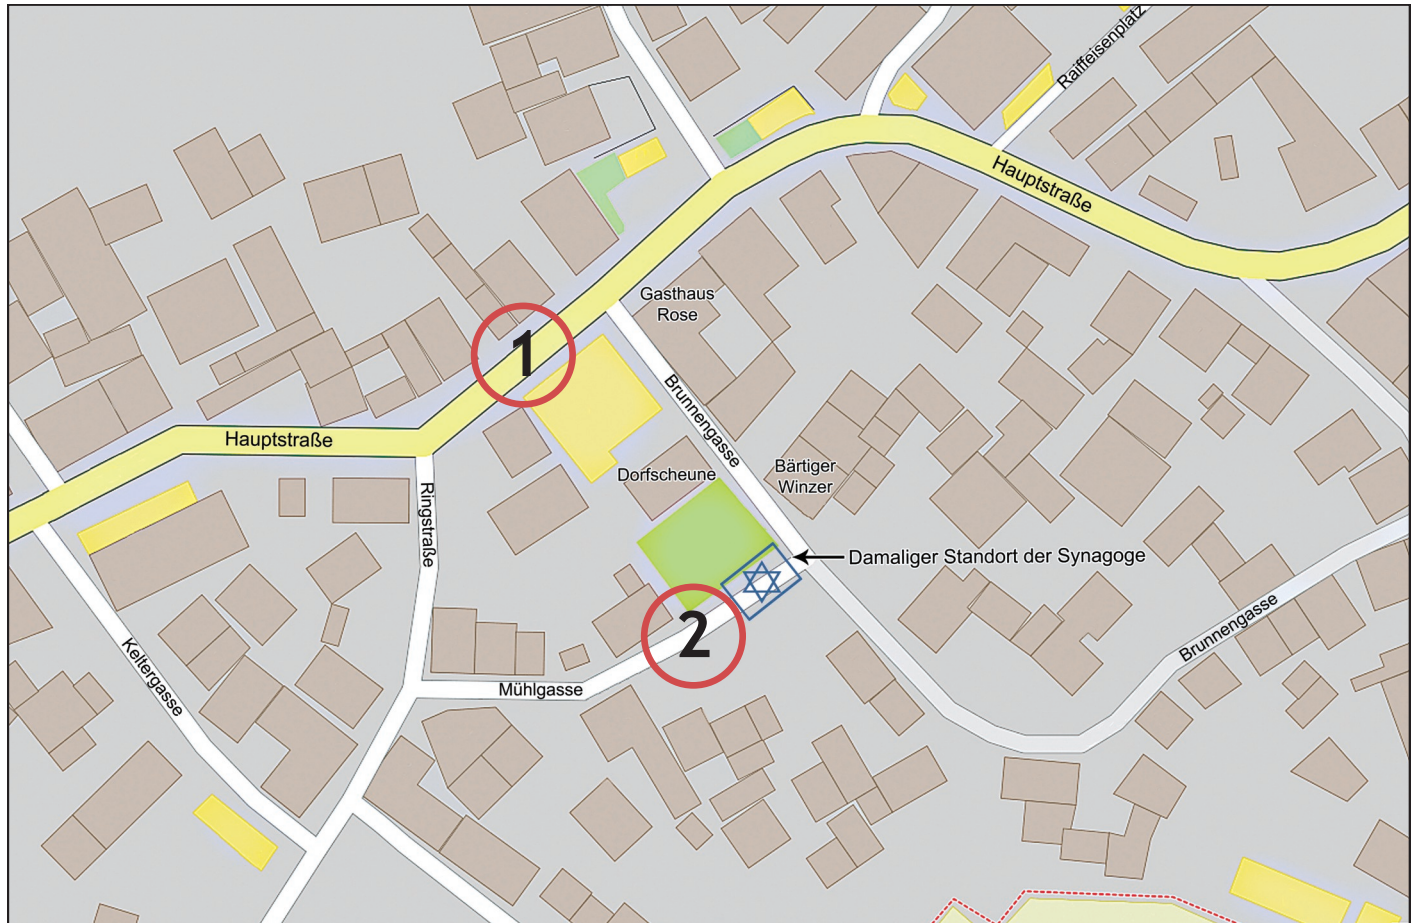 Raiffeisenplatz
Hauptstraße
Gasthaus
Rose
1
Brunnengasse
Hauptstraße
Dorfscheune
Bärtiger
Winzer
Ringstraße
Damaliger Standort der Synagoge
2
Brunnengasse
Keltergasse
Mühlgasse